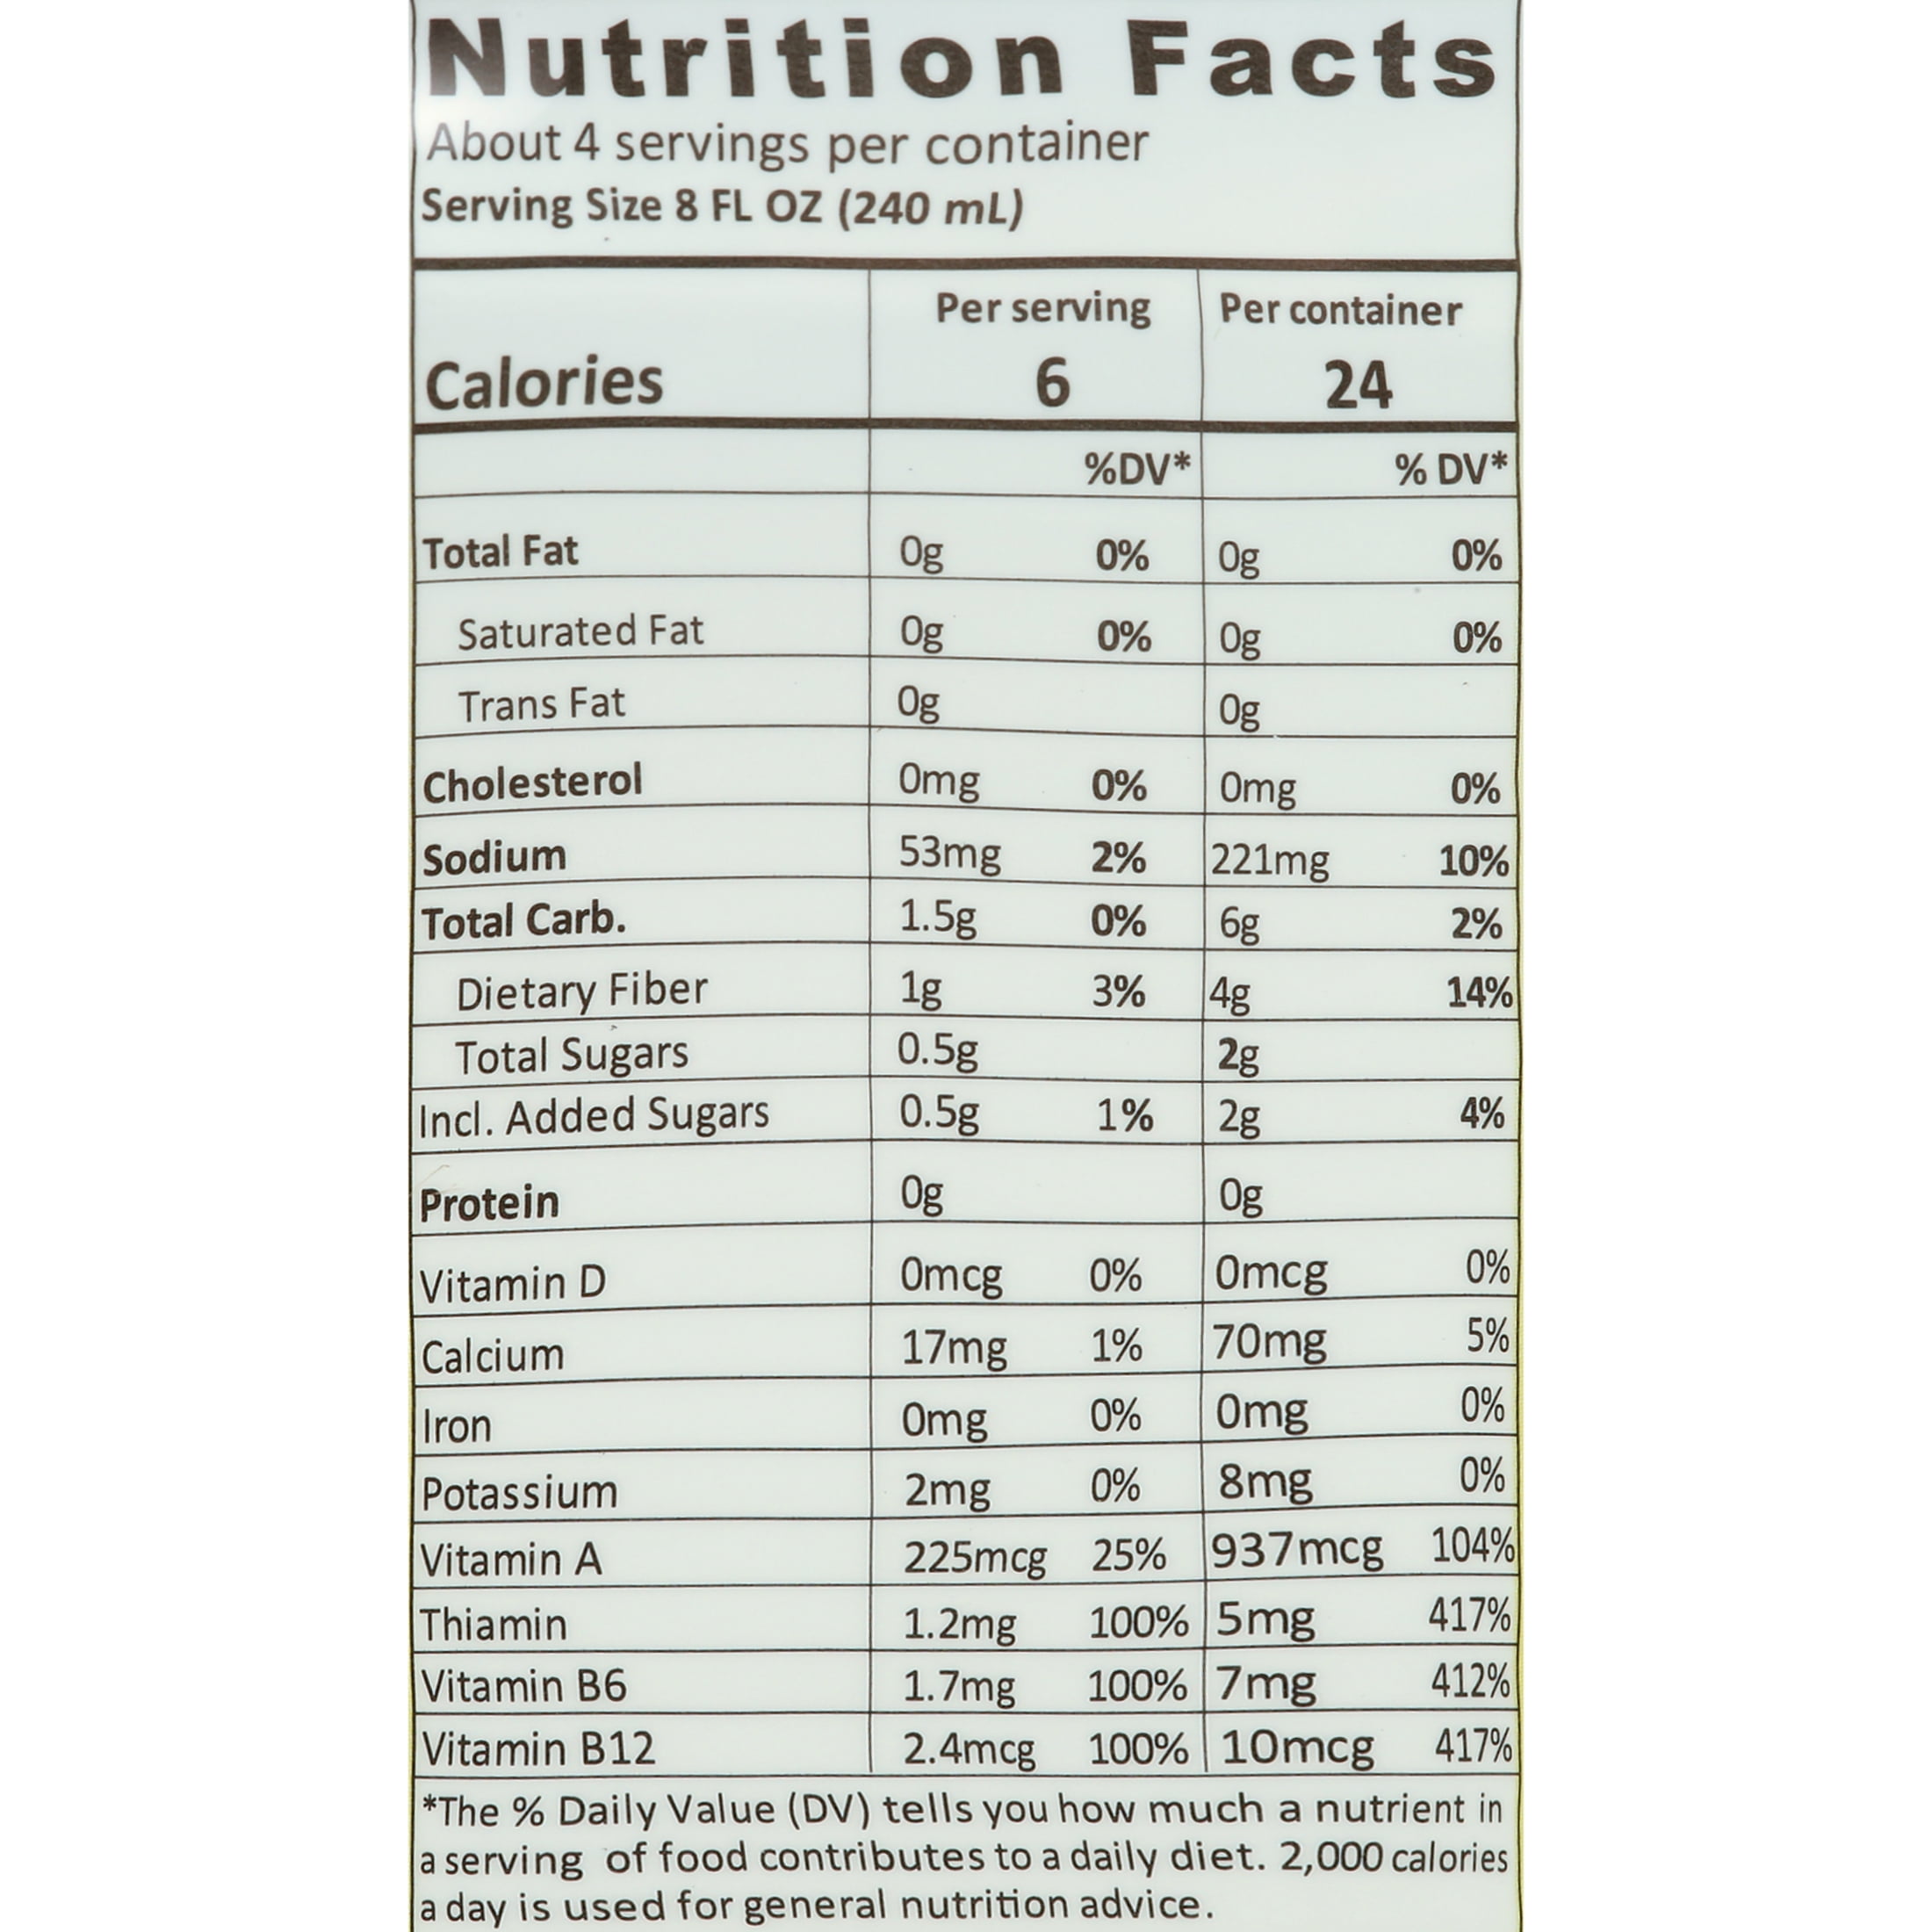 Nutrition Facts
About 4 servings per container
Serving Size 8 FL OZ (240 mL)
Per serving Per container
Calories 6 24
%DV* % DV*
Total Fat 0g 0% 0g 0%
Saturated Fat 0g 0% 0g 0%
Trans Fat 0g 0g
Cholesterol 0mg 0% 0mg 0%
Sodium 53mg 2% 221mg 10%
Total Carb. 1.5g 0% 6g 2%
Dietary Fiber 1g 3% 4g 14%
Total Sugars 0.5g 2g
Incl. Added Sugars 0.5g 1% 2g 4%
Protein 0g 0g
Vitamin D 0mcg 0% 0mcg 0%
Calcium 17mg 1% 70mg 5%
Iron 0mg 0% 0mg 0%
Potassium 2mg 0% 8mg 0%
Vitamin A 225mcg 25% 937mcg 104%
Thiamin 1.2mg 100% 5mg 417%
Vitamin B6 1.7mg 100% 7mg 412%
Vitamin B12 2.4mcg 100% 10mcg 417%
*The % Daily Value (DV) tells you how much a nutrient in
a serving of food contributes to a daily diet. 2,000 calories
a day is used for general nutrition advice.